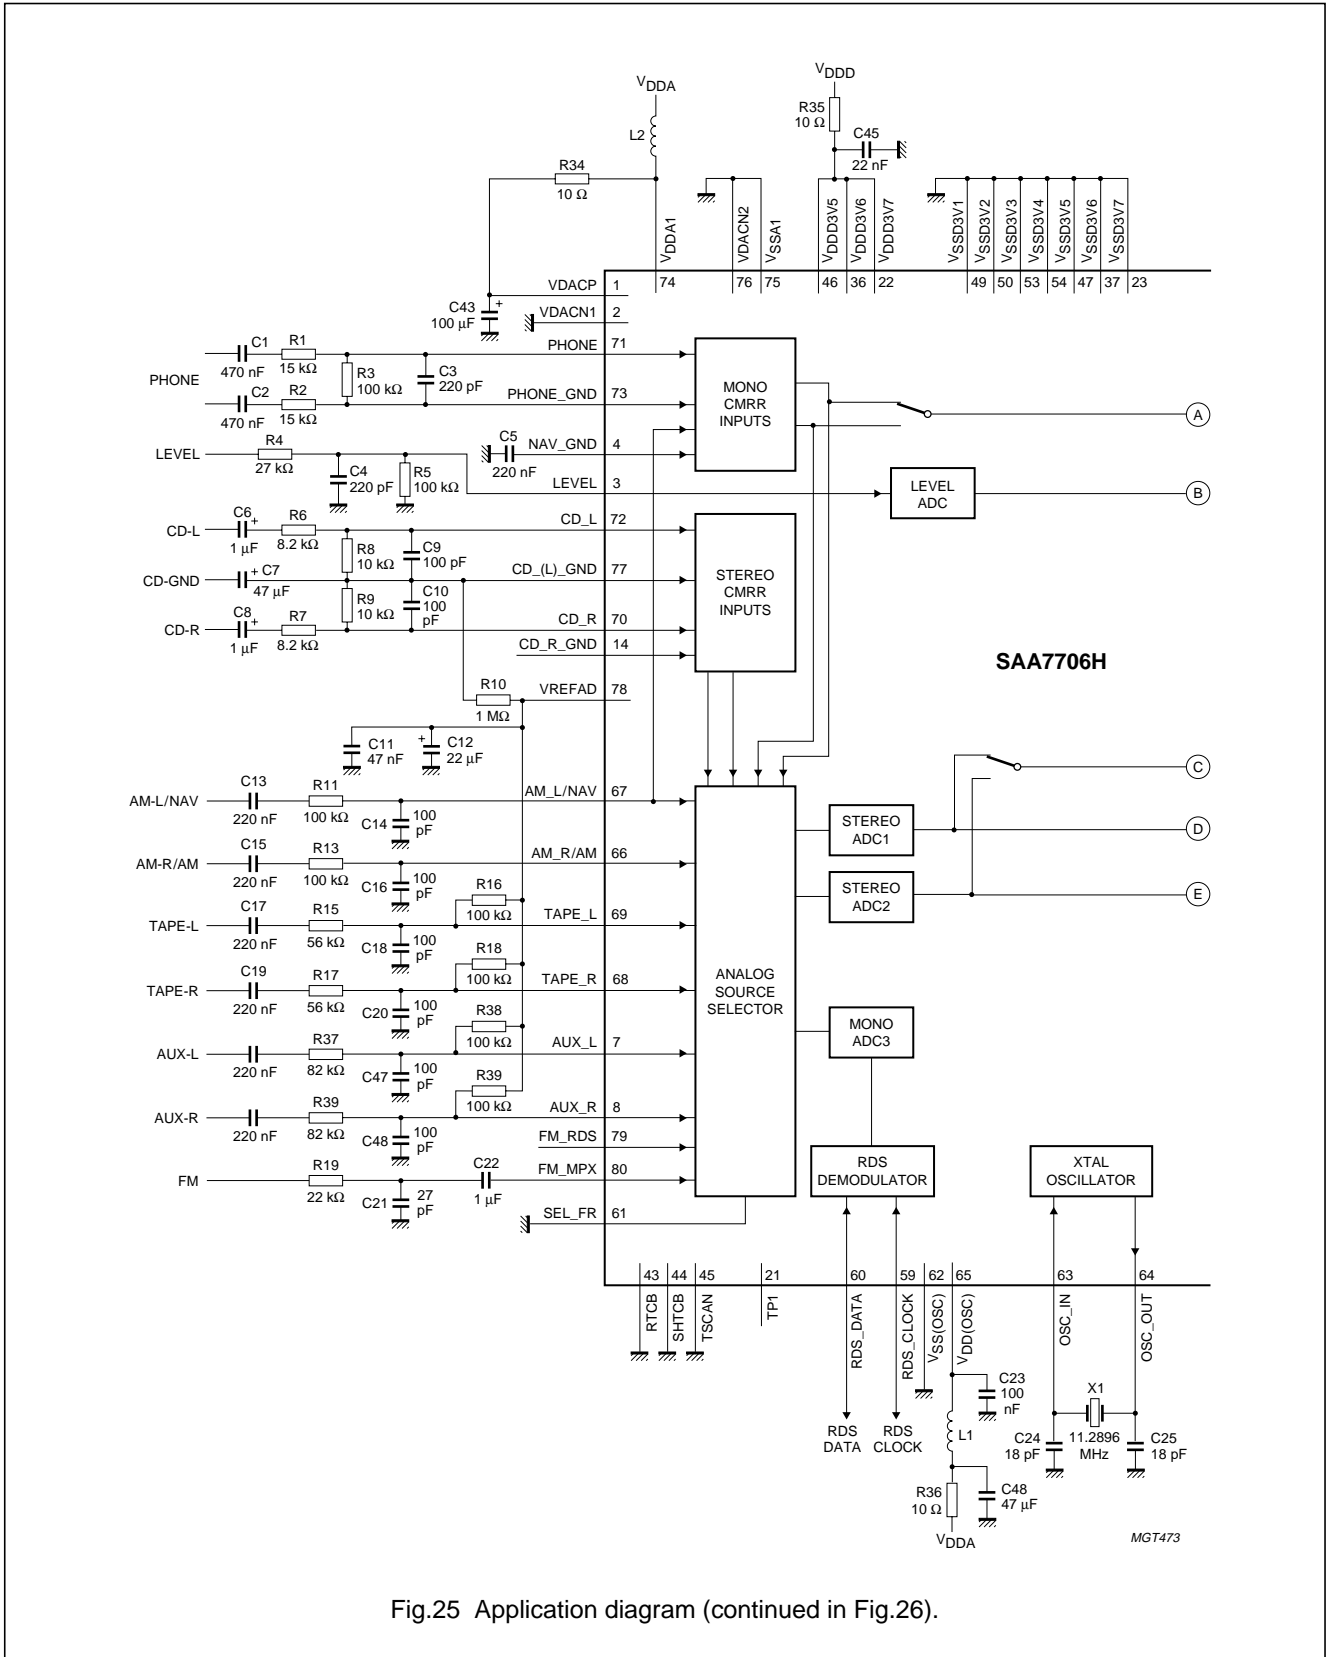 VDDA
L2
R34
10 Ω
VDDD
R35
10 Ω
C45
22 nF
VDDA1
VDACN2
VSSA1
VDDD3V5
VDDD3V6
VDDD3V7
VSSD3V1
VSSD3V2
VSSD3V3
VSSD3V4
VSSD3V5
VSSD3V6
VSSD3V7
74
76
75
46
36
22
49
50
53
54
47
37
23
C43
100 µF
VDACP 1
VDACN1 2
PHONE
C1
470 nF
R1
15 kΩ
C2
470 nF
R2
15 kΩ
R3
100 kΩ
C3
220 pF
PHONE 71
PHONE_GND 73
C5
220 nF
NAV_GND 4
MONO
CMRR
INPUTS
A
LEVEL
R4
27 kΩ
C4
220 pF
R5
100 kΩ
LEVEL 3
LEVEL
ADC
B
CD-L
C6
1 µF
R6
8.2 kΩ
CD-GND
C7
47 µF
CD-R
C8
1 µF
R7
8.2 kΩ
R8
10 kΩ
C9
100 pF
R9
10 kΩ
C10
100
pF
CD_L 72
CD_(L)_GND 77
CD_R 70
CD_R_GND 14
STEREO
CMRR
INPUTS
SAA7706H
R10
1 MΩ
VREFAD 78
C11
47 nF
C12
22 µF
AM-L/NAV
C13
220 nF
R11
100 kΩ
C14
100
pF
AM_L/NAV 67
AM-R/AM
C15
220 nF
R13
100 kΩ
C16
100
pF
AM_R/AM 66
TAPE-L
C17
220 nF
R15
56 kΩ
C18
100
pF
R16
100 kΩ
TAPE_L 69
TAPE-R
C19
220 nF
R17
56 kΩ
C20
100
pF
R18
100 kΩ
TAPE_R 68
AUX-L
220 nF
R37
82 kΩ
C47
100
pF
R38
100 kΩ
AUX_L 7
AUX-R
220 nF
R39
82 kΩ
C48
100
pF
R39
100 kΩ
AUX_R 8
FM_RDS 79
FM
R19
22 kΩ
C21
27
pF
C22
1 µF
FM_MPX 80
SEL_FR 61
ANALOG
SOURCE
SELECTOR
STEREO
ADC1
STEREO
ADC2
MONO
ADC3
C
D
E
RDS
DEMODULATOR
XTAL
OSCILLATOR
43
44
45
21
60
59
62
65
63
64
RTCB
SHTCB
TSCAN
TP1
RDS_DATA
RDS_CLOCK
VSS(OSC)
VDD(OSC)
OSC_IN
OSC_OUT
RDS
DATA
RDS
CLOCK
C23
100
nF
L1
R36
10 Ω
C48
47 µF
VDDA
C24
18 pF
X1
11.2896
MHz
C25
18 pF
MGT473
Fig.25 Application diagram (continued in Fig.26).